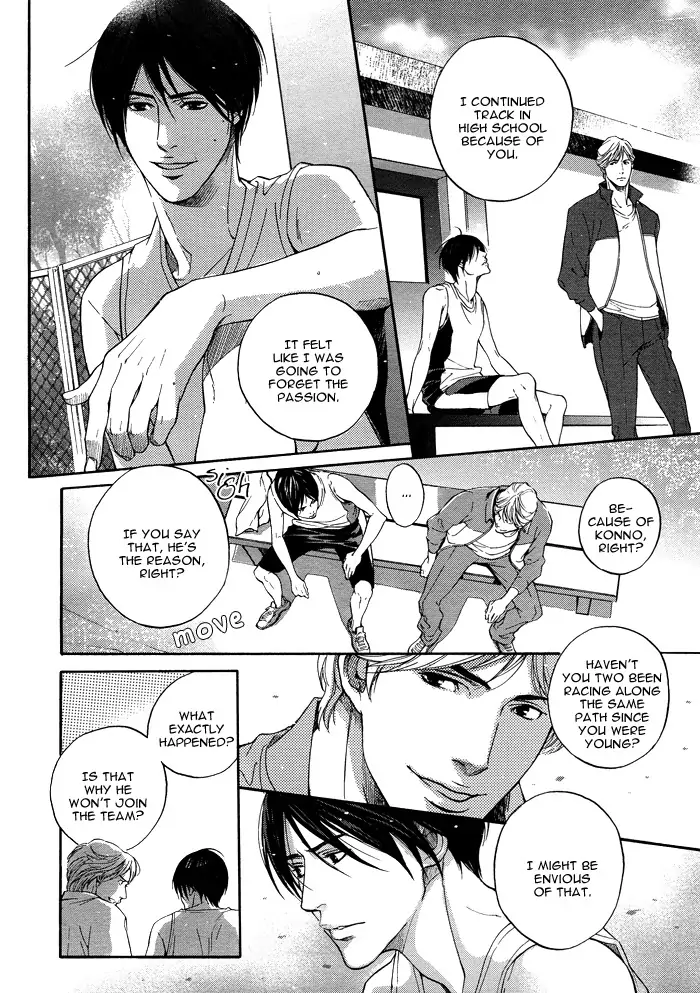 I CONTINUED
TRACK IN
HIGH SCHOOL
BECAUSE OF
YOU.
IT FELT
LIKE I WAS
GOING TO
FORGET THE
PASSION.
BE-
CAUSE OF
KONNO,
RIGHT?
...
sigh
IF YOU SAY
THAT, HE'S
THE REASON,
RIGHT?
move
HAVEN'T
YOU TWO BEEN
RACING ALONG
THE SAME
PATH SINCE
YOU WERE
YOUNG?
I MIGHT BE
ENVIOUS
OF THAT.
WHAT
EXACTLY
HAPPENED?
IS THAT
WHY HE
WON'T JOIN
THE TEAM?